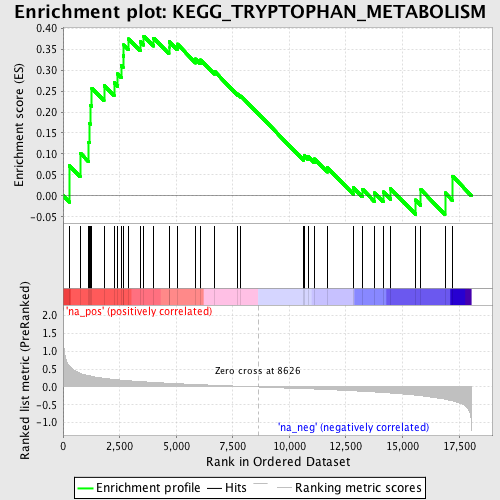 Enrichment plot: KEGG_TRYPTOPHAN_METABOLISM
Enrichment score (ES)
0.40
0.35
0.30
0.25
0.20
0.15
0.10
0.05
0.00
-0.05
'na_pos' (positively correlated)
Ranked list metric (PreRanked)
2.0
1.5
1.0
0.5
0.0
-0.5
-1.0
Zero cross at 8626
'na_neg' (negatively correlated)
0
2,500
5,000
7,500
10,000
12,500
15,000
17,500
Rank in Ordered Dataset
Enrichment profile
Hits
Ranking metric scores